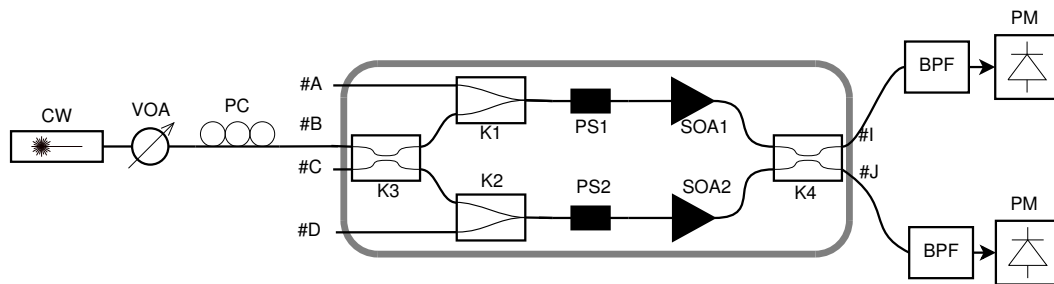 CW
VOA
PC
#A
#B
#C
#D
K3
K1
K2
PS1
PS2
SOA1
SOA2
K4
#I
#J
BPF
PM
BPF
PM